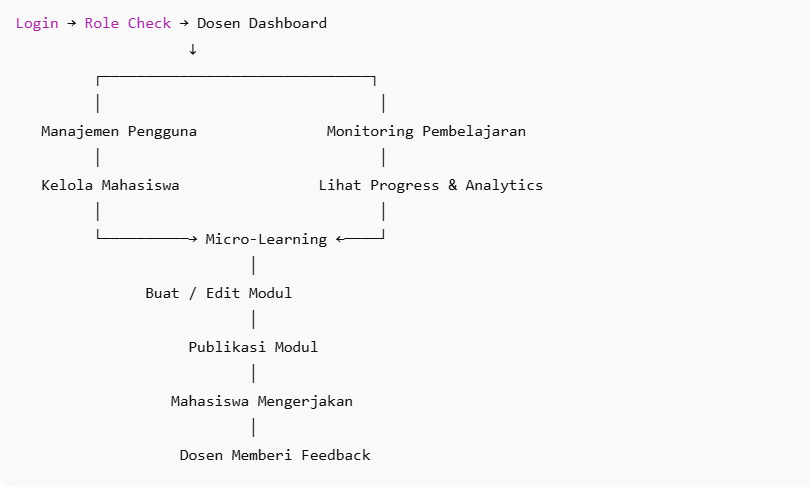 Login → Role Check → Dosen Dashboard
↓
Manajemen Pengguna Monitoring Pembelajaran
Kelola Mahasiswa Lihat Progress & Analytics
→ Micro-Learning ←
Buat / Edit Modul
Publikasi Modul
Mahasiswa Mengerjakan
Dosen Memberi Feedback